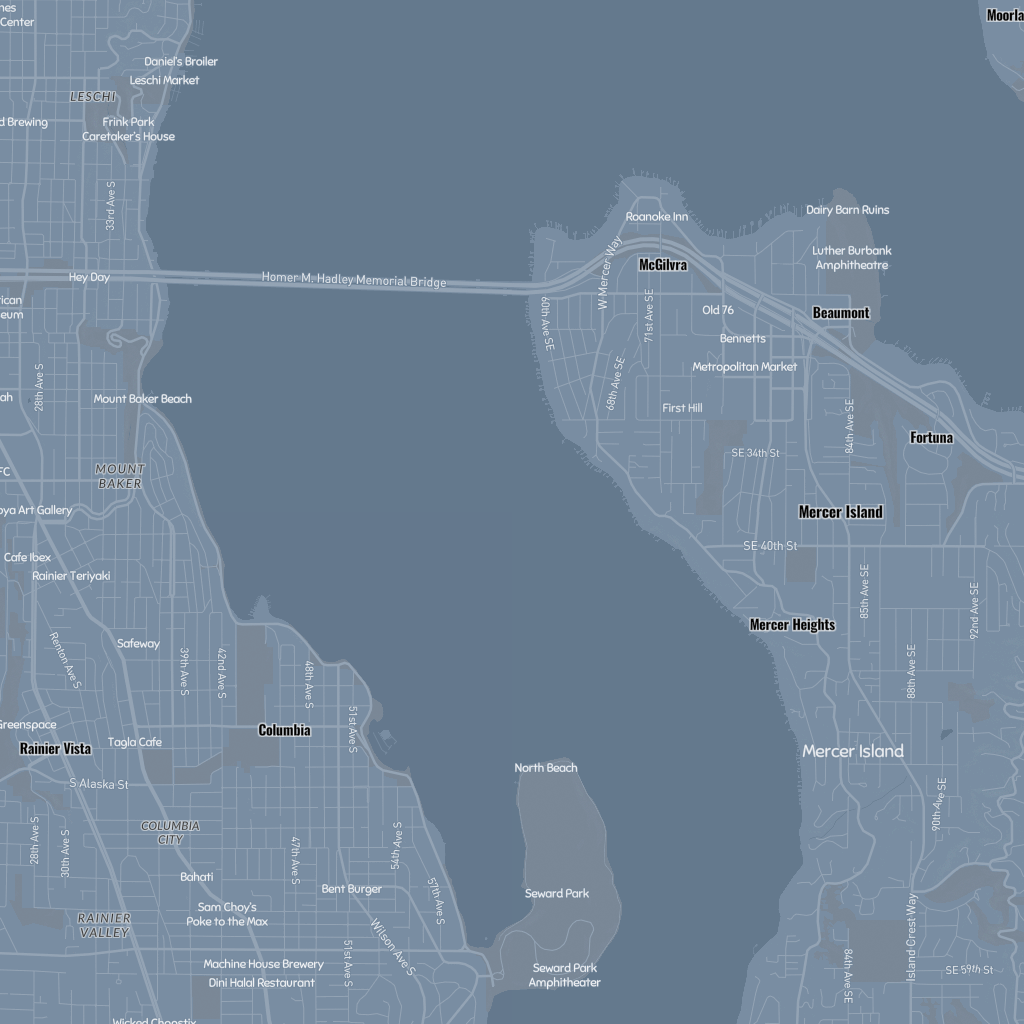 Center
Moorla
Daniel's Broiler
Leschi Market
LESCHI
d Brewing
Frink Park
Caretaker's House
33rd Ave S
Roanoke Inn
Dairy Barn Ruins
W Mercer Way
McGilvra
Luther Burbank
Amphitheatre
Hey Day
Homer M. Hadley Memorial Bridge
ican
eum
60th Ave SE
71st Ave SE
Old 76
Beaumont
Bennetts
Metropolitan Market
28th Ave S
68th Ave SE
ah
Mount Baker Beach
First Hill
84th Ave SE
Fortuna
SE 34th St
FC
MOUNT
BAKER
oya Art Gallery
Mercer Island
SE 40th St
Cafe Ibex
Rainier Teriyaki
85th Ave SE
92nd Ave SE
Mercer Heights
Safeway
Renton Ave S
39th Ave S
42nd Ave S
48th Ave S
88th Ave SE
51st Ave S
Greenspace
Columbia
Rainier Vista
Tagla Cafe
Mercer Island
North Beach
S Alaska St
90th Ave SE
COLUMBIA
CITY
28th Ave S
30th Ave S
47th Ave S
54th Ave S
Bahati
Bent Burger
57th Ave S
Seward Park
Sam Choy's
Poke to the Max
RAINIER
VALLEY
Wilson Ave S
Island Crest Way
Machine House Brewery
51st Ave S
Seward Park
Amphitheater
84th Ave SE
SE 59th St
Dini Halal Restaurant
Wicked Chopstix